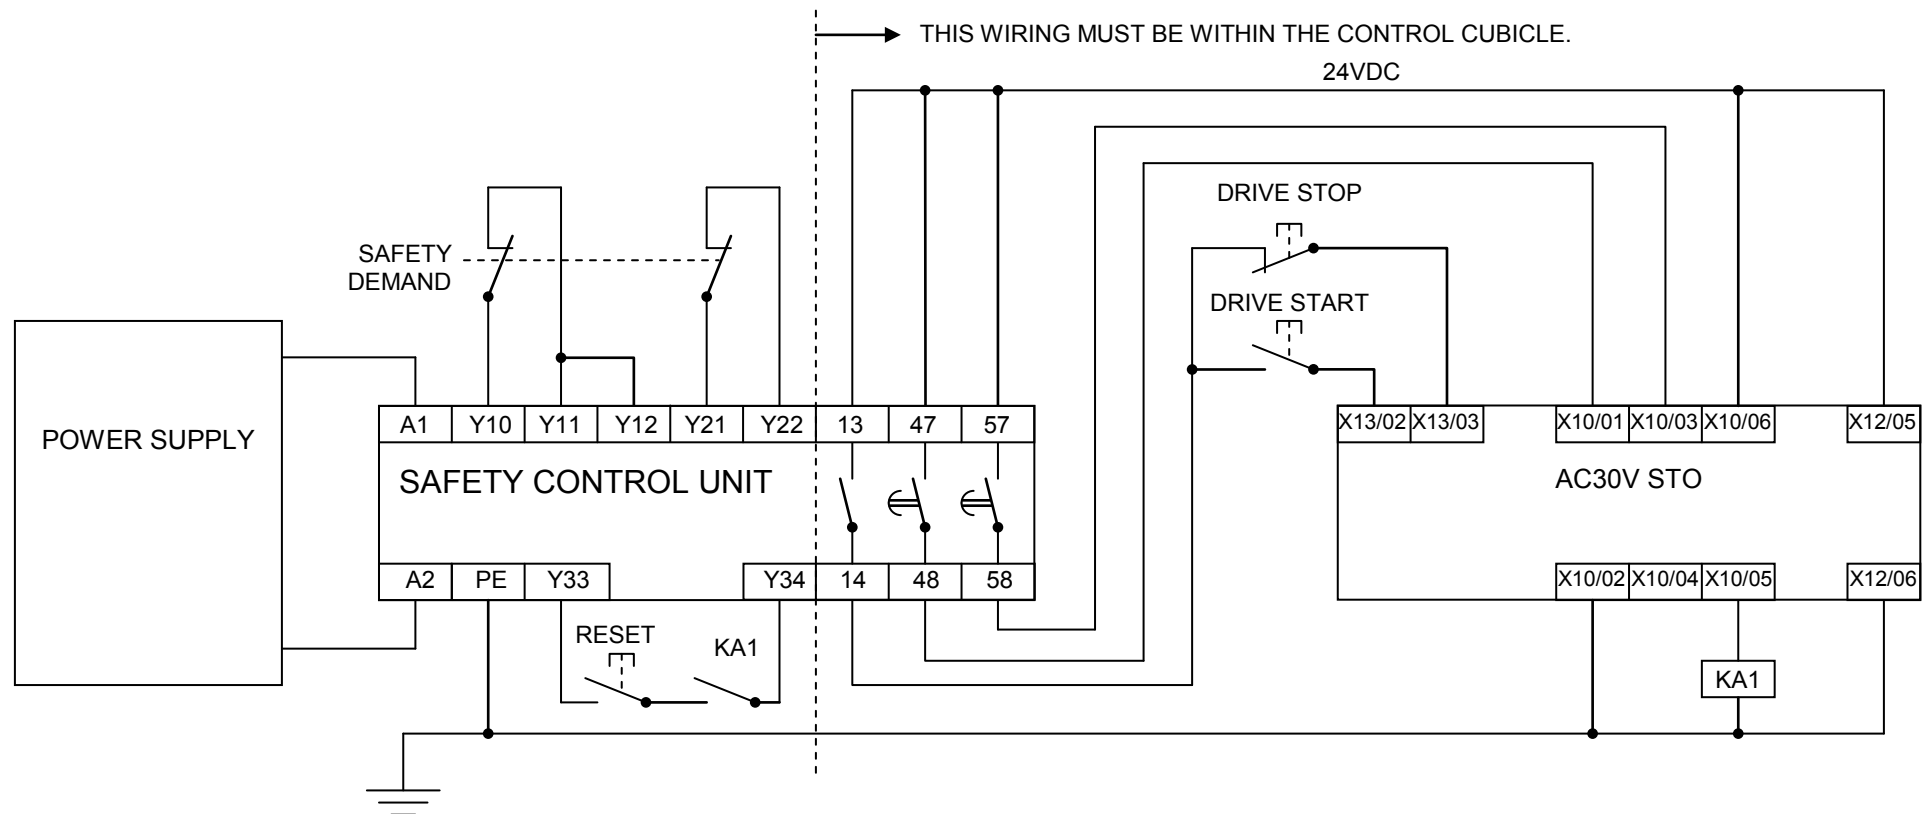 THIS WIRING MUST BE WITHIN THE CONTROL CUBICLE.
24VDC
DRIVE STOP
SAFETY
DEMAND
DRIVE START
POWER SUPPLY
A1 Y10 Y11 Y12 Y21 Y22 13 47 57
X13/02 X13/03 X10/01 X10/03 X10/06 X12/05
SAFETY CONTROL UNIT
AC30V STO
A2 PE Y33 Y34 14 48 58
X10/02 X10/04 X10/05 X12/06
RESET
KA1
KA1